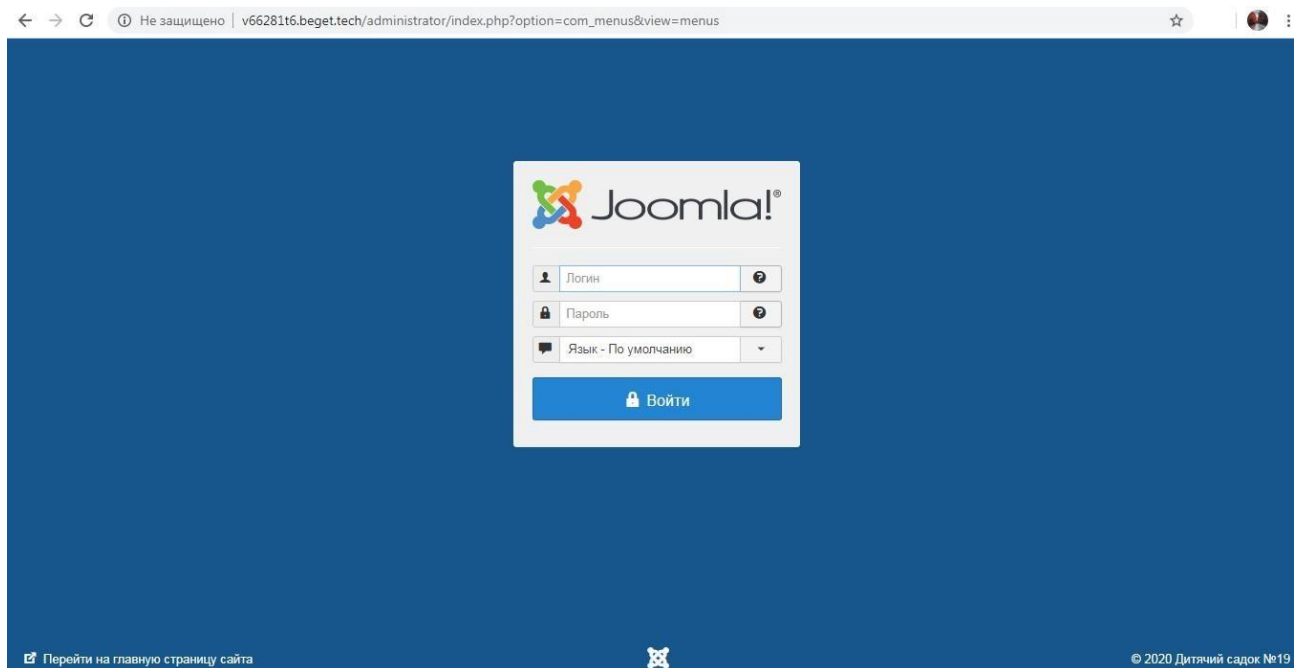 Не защищено | v66281t6.beget.tech/administrator/index.php?option=com_menus&view=menus
Joomla!®
Логин
Пароль
Язык - По умолчанию
Войти
Перейти на главную страницу сайта
© 2020 Дитячий садок №19